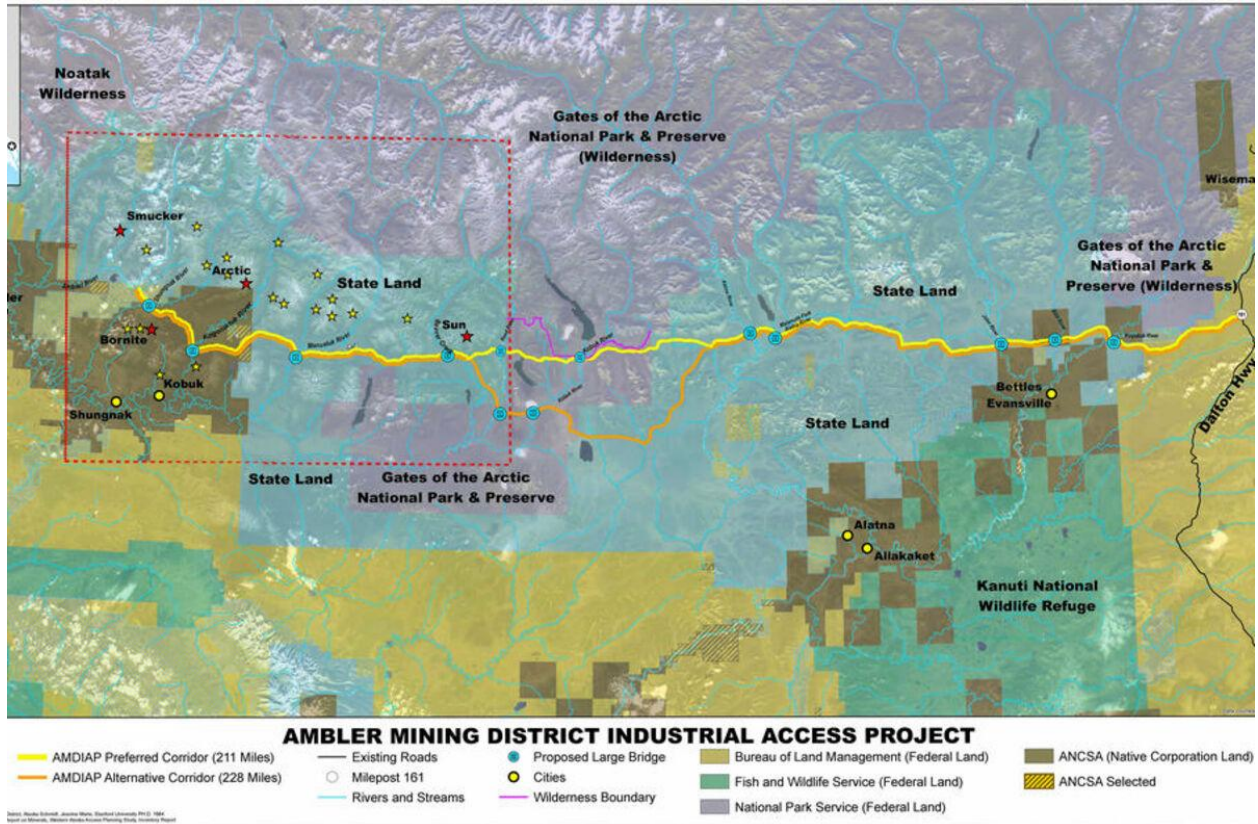 Noatak
Wilderness
Gates of the Arctic
National Park & Preserve
(Wilderness)
Wisema
Smucker
Arctic
State Land
State Land
Gates of the Arctic
National Park &
Preserve (Wilderness)
Sun
Bornite
Kobuk
Shungnak
Bettles
Evansville
Dalton Hwy
State Land
State Land
Gates of the Arctic
National Park & Preserve
Alatna
Allakaket
Kanuti National
Wildlife Refuge
AMBLER MINING DISTRICT INDUSTRIAL ACCESS PROJECT
AMDIAP Preferred Corridor (211 Miles)
AMDIAP Alternative Corridor (228 Miles)
Existing Roads
Milepost 161
Rivers and Streams
Proposed Large Bridge
Cities
Wilderness Boundary
Bureau of Land Management (Federal Land)
Fish and Wildlife Service (Federal Land)
National Park Service (Federal Land)
ANCSA (Native Corporation Land)
ANCSA Selected